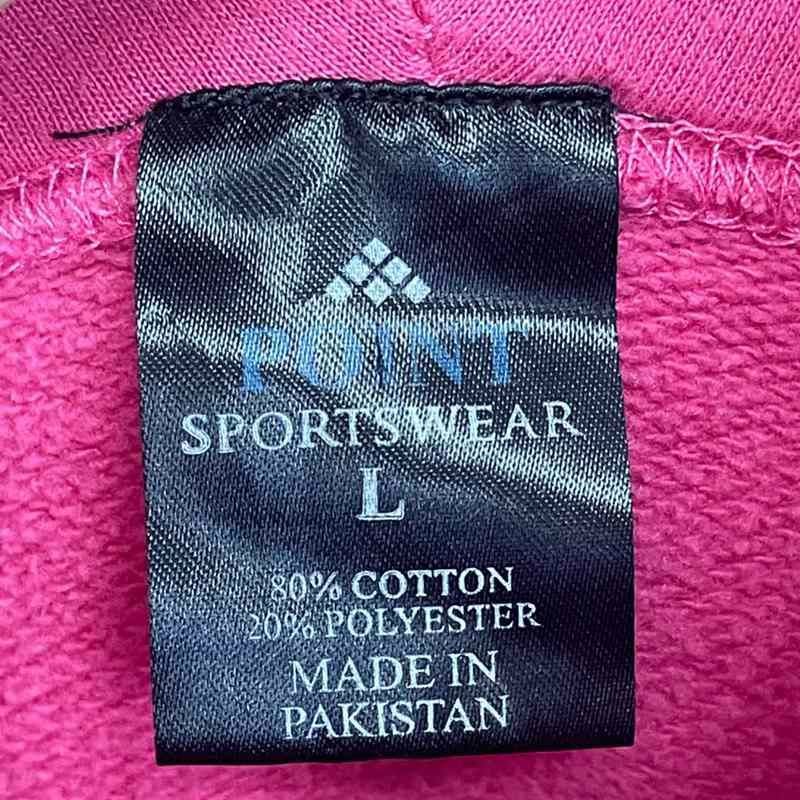 POINT
SPORTSWEAR
L
80% COTTON
20% POLYESTER
MADE IN
PAKISTAN